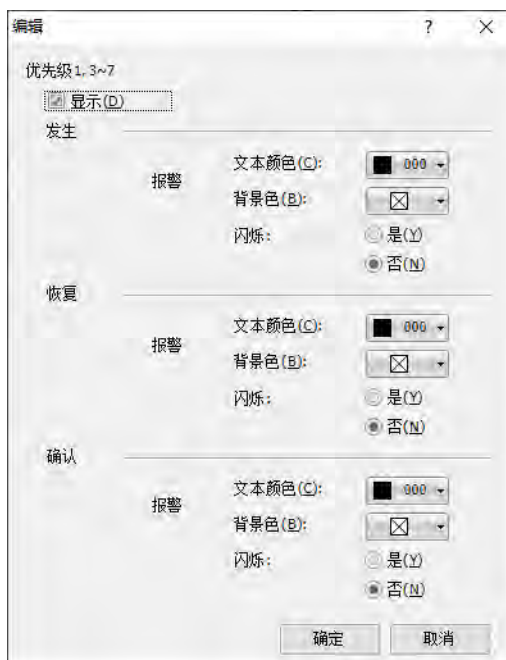 编辑 ?
优先级1, 3~7
显示(D)
发生
报警
文本颜色(C): 000
背景色(B):
闪烁: 是(Y)
否(N)
恢复
报警
文本颜色(C): 000
背景色(B):
闪烁: 是(Y)
否(N)
确认
报警
文本颜色(C): 000
背景色(B):
闪烁: 是(Y)
否(N)
确定 取消